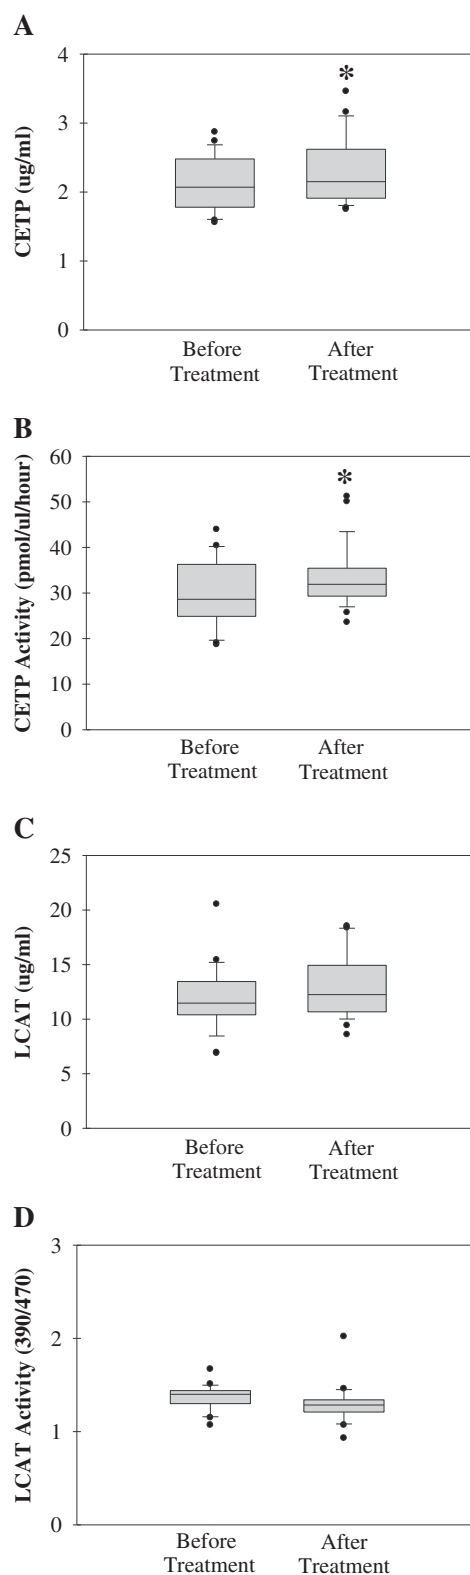 A
CETP (ug/ml)
4
3
2
1
0
*
Before
Treatment
After
Treatment
B
CETP Activity (pmol/ul/hour)
60
50
40
30
20
10
0
*
Before
Treatment
After
Treatment
C
LCAT (ug/ml)
25
20
15
10
5
0
Before
Treatment
After
Treatment
D
LCAT Activity (390/470)
3
2
1
0
Before
Treatment
After
Treatment